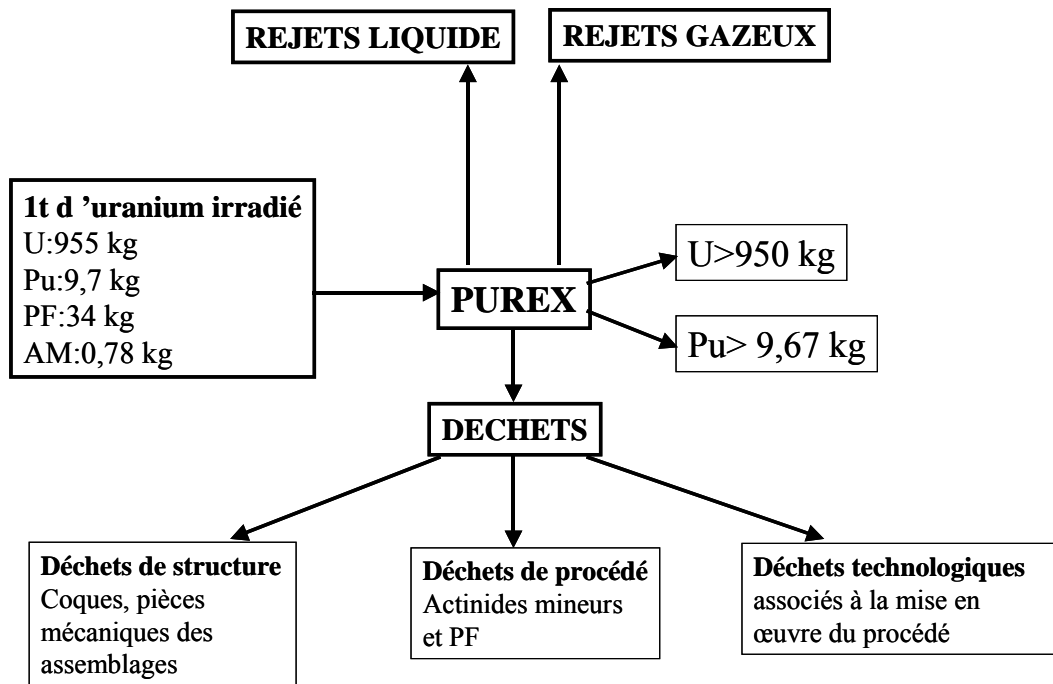 REJETS LIQUIDE
REJETS GAZEUX
1t d ’uranium irradié
U:955 kg
Pu:9,7 kg
PF:34 kg
AM:0,78 kg
PUREX
U>950 kg
Pu> 9,67 kg
DECHETS
Déchets de structure
Coques, pièces
mécaniques des
assemblages
Déchets de procédé
Actinides mineurs
et PF
Déchets technologiques
associés à la mise en
œuvre du procédé